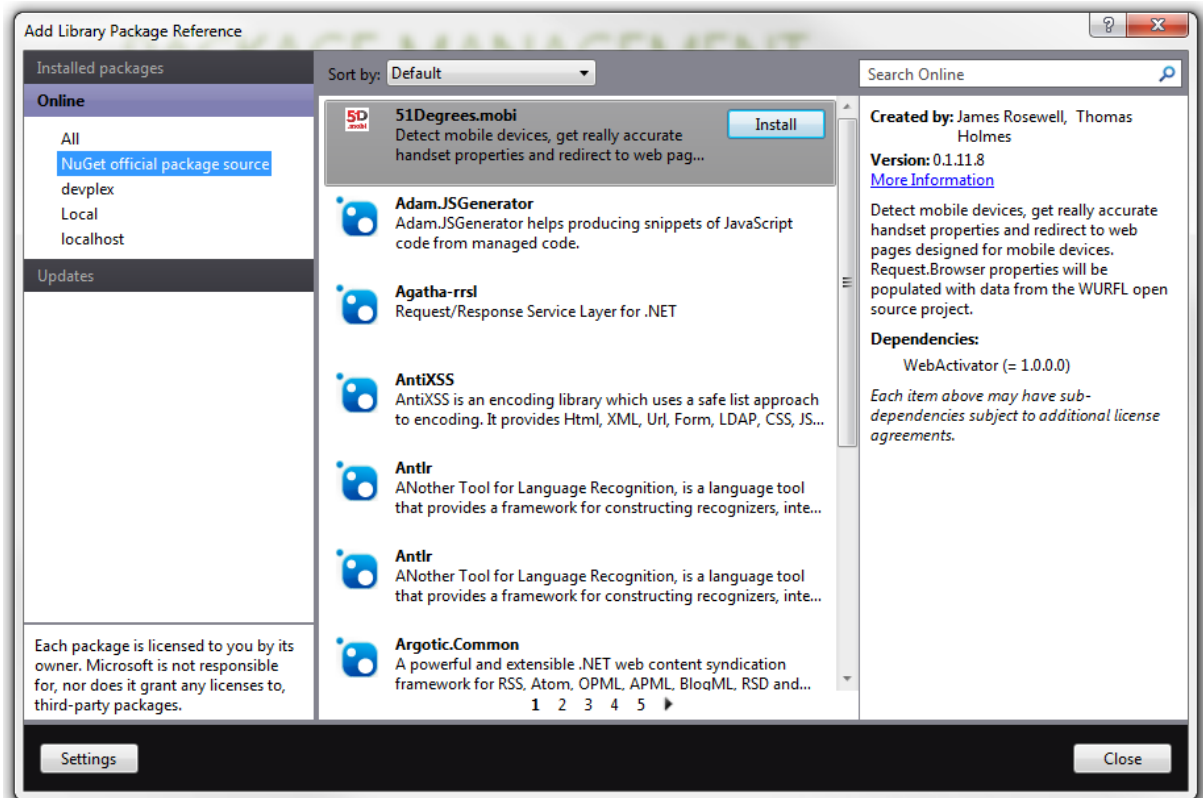 PACKAGE MANAGEMENT
Add Library Package Reference
Installed packages
Online
All
NuGet official package source
devplex
Local
localhost
Updates
Each package is licensed to you by its
owner. Microsoft is not responsible
for, nor does it grant any licenses to,
third-party packages.
Sort by: Default
51Degrees.mobi
Detect mobile devices, get really accurate
handset properties and redirect to web pag...
Install
5D
.mobi
Adam.JSGenerator
Adam.JSGenerator helps producing snippets of JavaScript
code from managed code.
Agatha-rrsl
Request/Response Service Layer for .NET
AntiXSS
AntiXSS is an encoding library which uses a safe list approach
to encoding. It provides Html, XML, Url, Form, LDAP, CSS, JS...
Antlr
ANother Tool for Language Recognition, is a language tool
that provides a framework for constructing recognizers, inte...
Antlr
ANother Tool for Language Recognition, is a language tool
that provides a framework for constructing recognizers, inte...
Argotic.Common
A powerful and extensible .NET web content syndication
framework for RSS, Atom, OPML, APML, BlogML, RSD and...
1 2 3 4 5
Search Online
Created by: James Rosewell, Thomas
Holmes
Version: 0.1.11.8
More Information
Detect mobile devices, get really accurate
handset properties and redirect to web
pages designed for mobile devices.
Request.Browser properties will be
populated with data from the WURFL open
source project.
Dependencies:
WebActivator (= 1.0.0.0)
Each item above may have sub-
dependencies subject to additional license
agreements.
Settings
Close